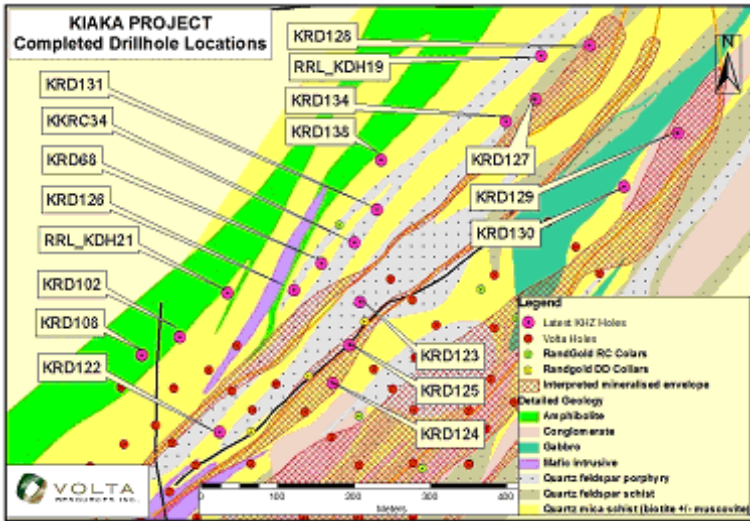 KIAKA PROJECT
Completed Drillhole Locations
N
KRD128
RRL_KDH19
KRD134
KRD138
KRD131
KKRC34
KRD68
KRD126
RRL_KDH21
KRD102
KRD108
KRD122
KRD127
KRD129
KRD130
KRD123
KRD125
KRD124
Legend
Latest KHZ Holes
Volta Holes
RandGold RC Colars
Randgold DD Collars
Interpreted mineralised envelope
Detailed Geology
Amphibolite
Conglomerate
Gabbro
Mafic intrusive
Quartz feldspar porphyry
Quartz feldspar schist
Quartz mica schist (biotite +/- muscovite)
VOLTA
RESOURCES INC.
0 100 200 300 400
Meters